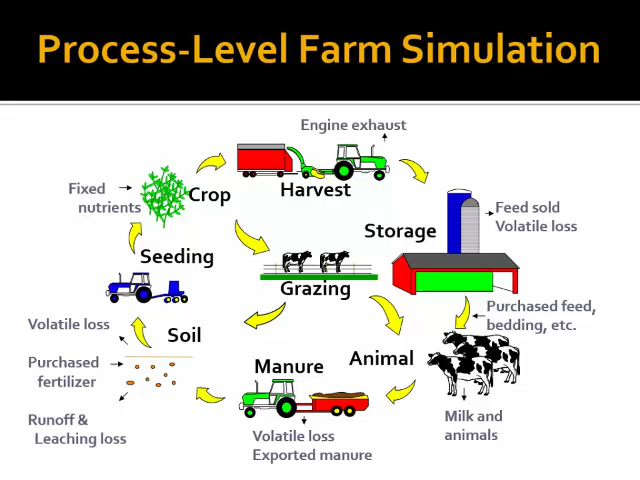 Process-Level Farm Simulation
Engine exhaust
Fixed
nutrients
Crop
Harvest
Storage
Feed sold
Volatile loss
Seeding
Grazing
Purchased feed,
bedding, etc.
Volatile loss
Soil
Purchased
fertilizer
Manure
Animal
Runoff &
Leaching loss
Volatile loss
Exported manure
Milk and
animals